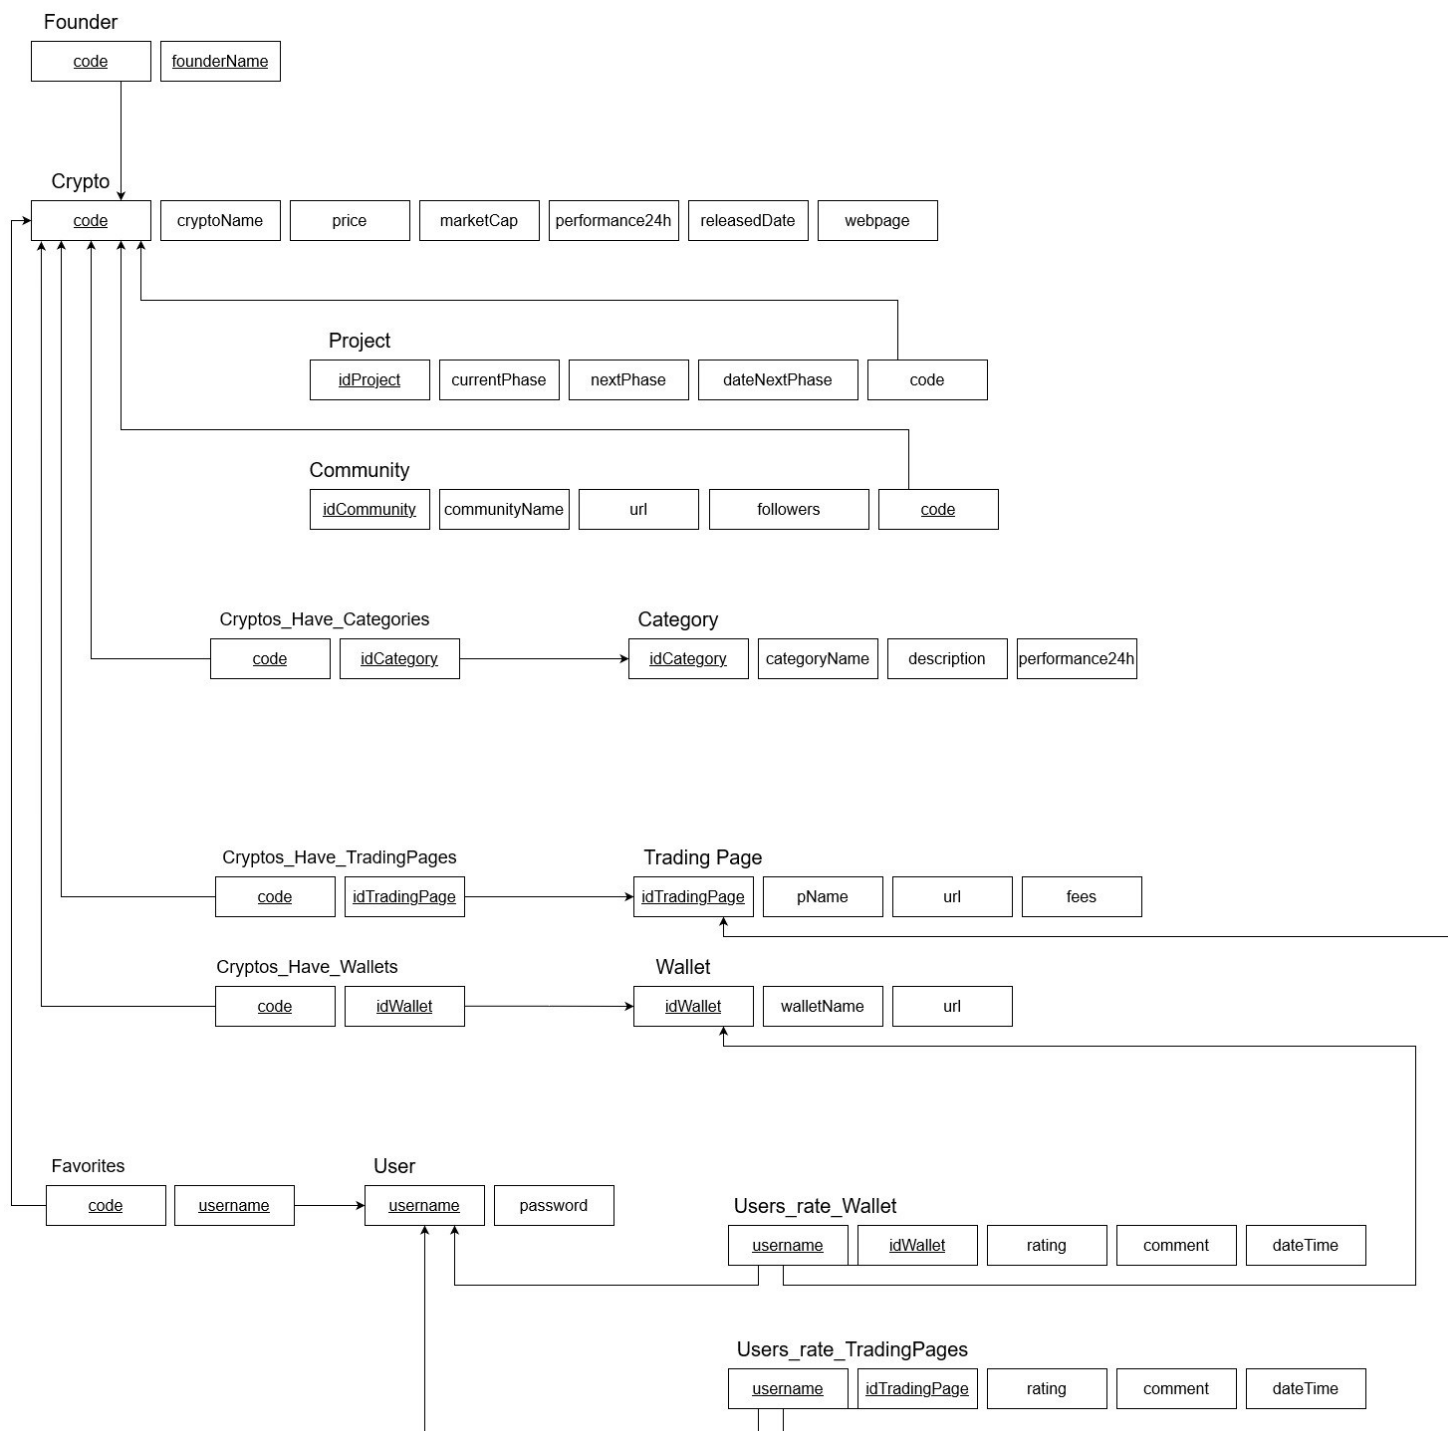 Founder
code founderName
Crypto
code cryptoName price marketCap performance24h releasedDate webpage
Project
idProject currentPhase nextPhase dateNextPhase code
Community
idCommunity communityName url followers code
Cryptos_Have_Categories Category
code idCategory idCategory categoryName description performance24h
Cryptos_Have_TradingPages Trading Page
code idTradingPage idTradingPage pName url fees
Cryptos_Have_Wallets Wallet
code idWallet idWallet walletName url
Favorites User
code username username password
Users_rate_Wallet
username idWallet rating comment dateTime
Users_rate_TradingPages
username idTradingPage rating comment dateTime